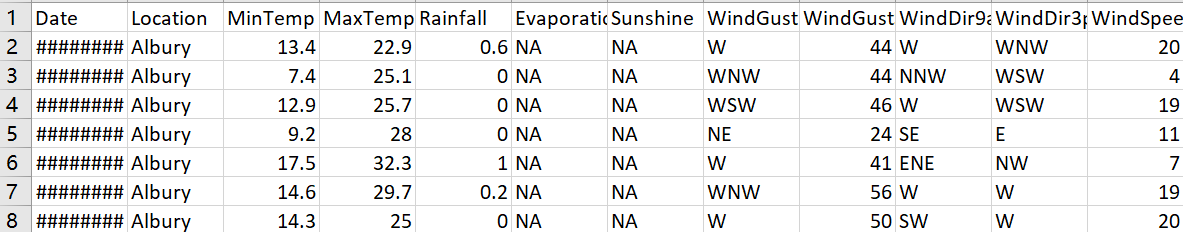 1 Date Location MinTemp MaxTemp Rainfall Evaporatio Sunshine WindGust WindGust WindDir9a WindDir3p WindSpee
2 ######## Albury 13.4 22.9 0.6 NA NA W 44 W WNW 20
3 ######## Albury 7.4 25.1 0 NA NA WNW 44 NNW WSW 4
4 ######## Albury 12.9 25.7 0 NA NA WSW 46 W WSW 19
5 ######## Albury 9.2 28 0 NA NA NE 24 SE E 11
6 ######## Albury 17.5 32.3 1 NA NA W 41 ENE NW 7
7 ######## Albury 14.6 29.7 0.2 NA NA WNW 56 W W 19
8 ######## Albury 14.3 25 0 NA NA W 50 SW W 20